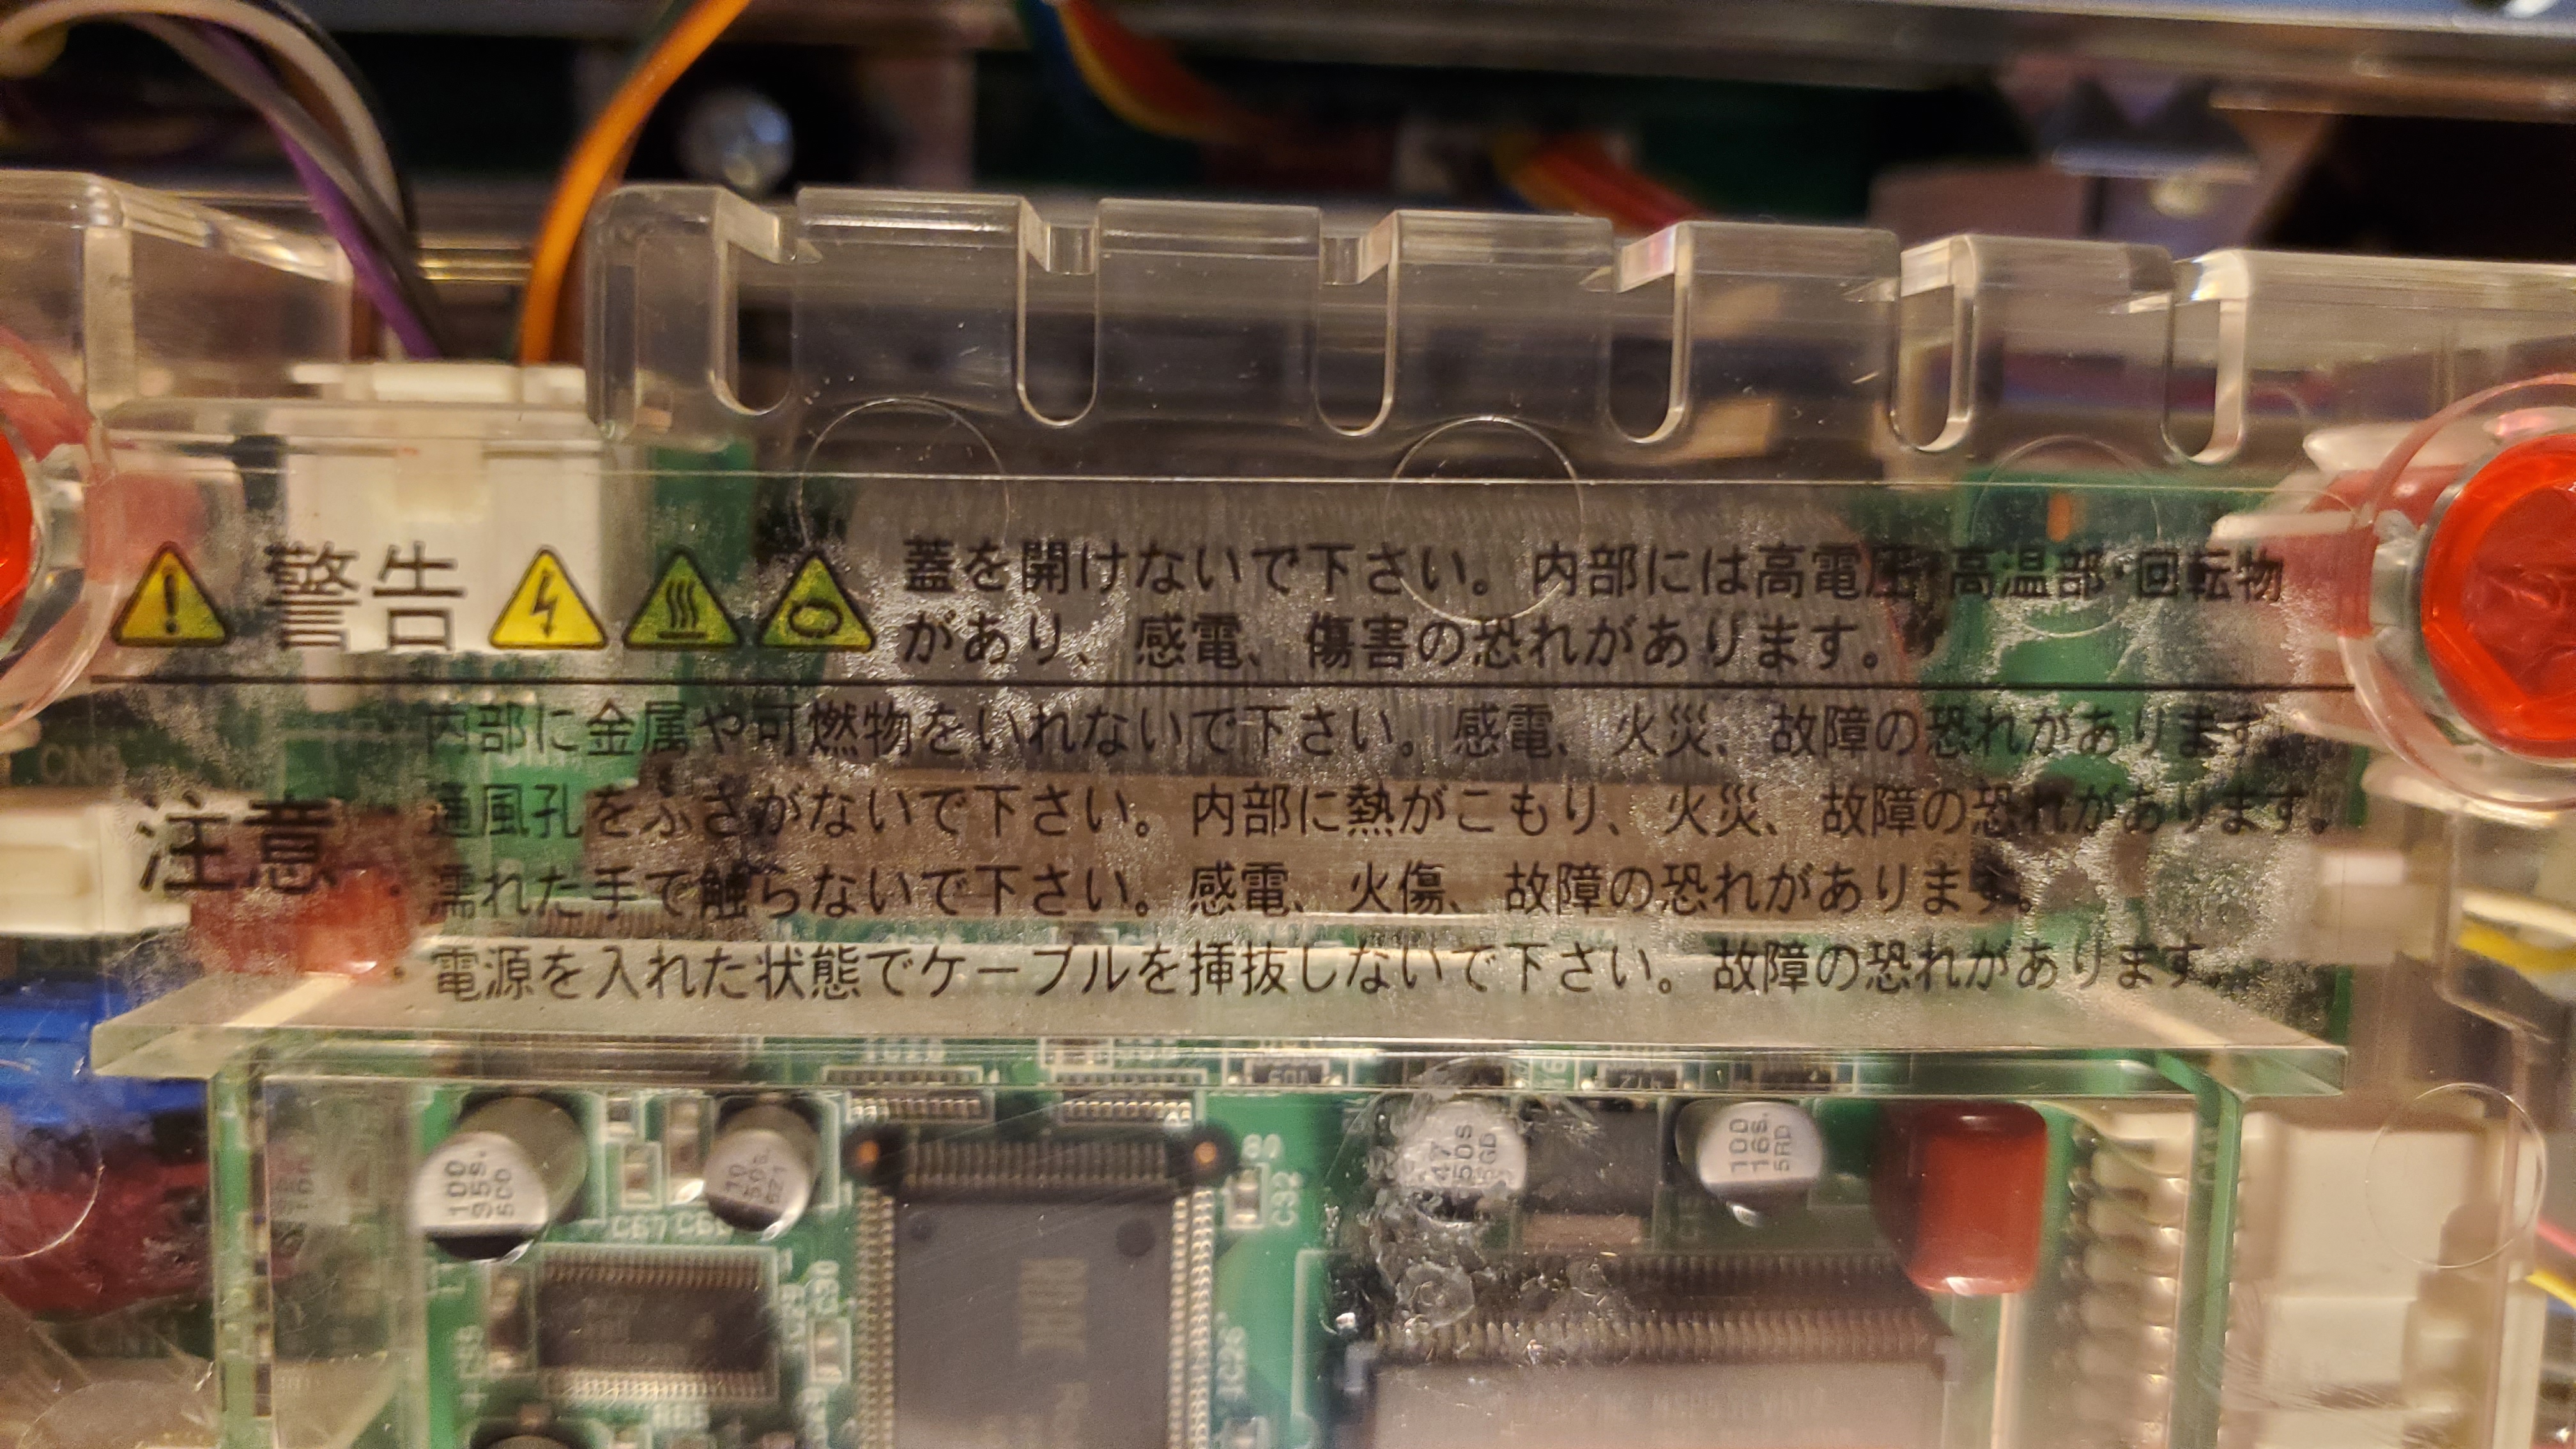 警告 蓋を開けないで下さい。内部には高電圧・高温部・回転物
があり、感電、傷害の恐れがあります。
・内部に金属や可燃物をいれないで下さい。感電、火災、故障の恐れがあります。
・通風孔をふさがないで下さい。内部に熱がこもり、火災、故障の恐れがあります。
注意
・濡れた手で触らないで下さい。感電、火傷、故障の恐れがあります。
・電源を入れた状態でケーブルを挿抜しないで下さい。故障の恐れがあります。
CN9
100
16S.
5RD
C67
C32
IC26